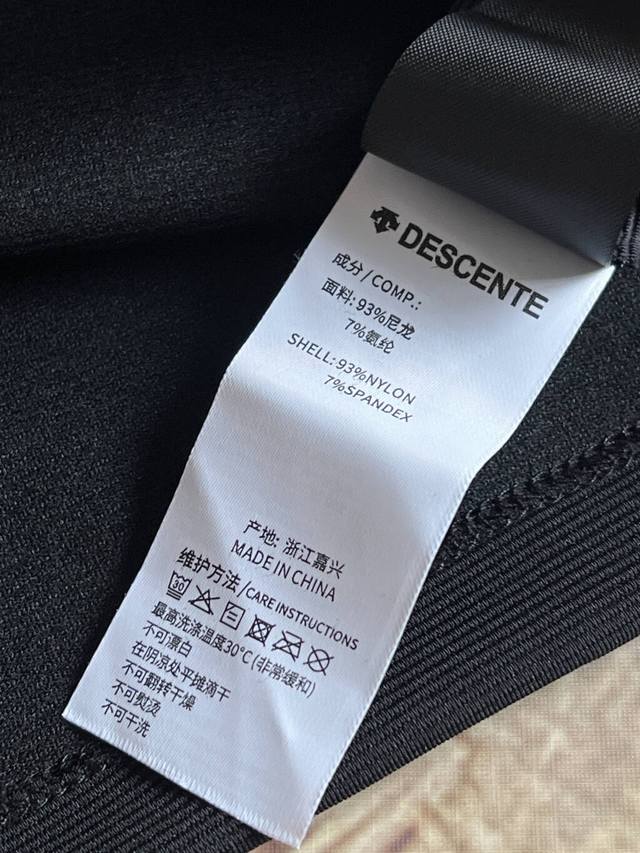 DESCENTE
成分/COMP.:
面料:93%尼龙
7%氨纶
SHELL:93%NYLON
7%SPANDEX
产地: 浙江嘉兴
MADE IN CHINA
维护方法/CARE INSTRUCTIONS
30
最高洗涤温度30℃(非常缓和)
不可漂白
在阴凉处平摊滴干
不可翻转干燥
不可熨烫
不可干洗